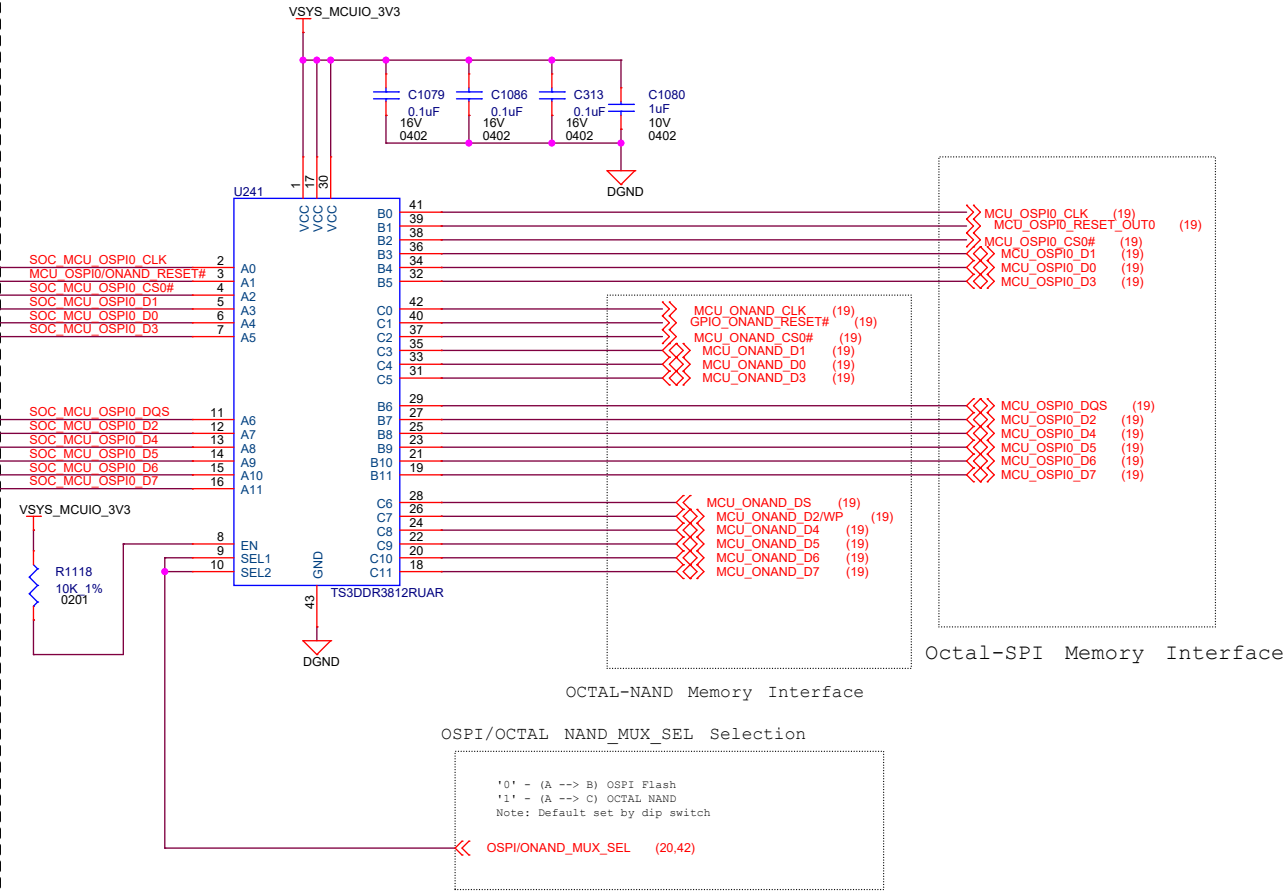 VSYS_MCUIO_3V3
C1079
0.1uF
16V
0402
C1086
0.1uF
16V
0402
C313
0.1uF
16V
0402
C1080
1uF
10V
0402
DGND
U241
1
17
30
VCC
VCC
VCC
SOC_MCU_OSPI0_CLK 2 A0
MCU_OSPI0/ONAND_RESET# 3 A1
SOC_MCU_OSPI0_CS0# 4 A2
SOC_MCU_OSPI0_D1 5 A3
SOC_MCU_OSPI0_D0 6 A4
SOC_MCU_OSPI0_D3 7 A5
SOC_MCU_OSPI0_DQS 11 A6
SOC_MCU_OSPI0_D2 12 A7
SOC_MCU_OSPI0_D4 13 A8
SOC_MCU_OSPI0_D5 14 A9
SOC_MCU_OSPI0_D6 15 A10
SOC_MCU_OSPI0_D7 16 A11
VSYS_MCUIO_3V3
R1118
10K_1%
0201
8 EN
9 SEL1
10 SEL2
GND
43
DGND
TS3DDR3812RUAR
B0 41 MCU_OSPI0_CLK (19)
B1 39 MCU_OSPI0_RESET_OUT0 (19)
B2 38 MCU_OSPI0_CS0# (19)
B3 36 MCU_OSPI0_D1 (19)
B4 34 MCU_OSPI0_D0 (19)
B5 32 MCU_OSPI0_D3 (19)
C0 42 MCU_ONAND_CLK (19)
C1 40 GPIO_ONAND_RESET# (19)
C2 37 MCU_ONAND_CS0# (19)
C3 35 MCU_ONAND_D1 (19)
C4 33 MCU_ONAND_D0 (19)
C5 31 MCU_ONAND_D3 (19)
B6 29 MCU_OSPI0_DQS (19)
B7 27 MCU_OSPI0_D2 (19)
B8 25 MCU_OSPI0_D4 (19)
B9 23 MCU_OSPI0_D5 (19)
B10 21 MCU_OSPI0_D6 (19)
B11 19 MCU_OSPI0_D7 (19)
C6 28 MCU_ONAND_DS (19)
C7 26 MCU_ONAND_D2/WP (19)
C8 24 MCU_ONAND_D4 (19)
C9 22 MCU_ONAND_D5 (19)
C10 20 MCU_ONAND_D6 (19)
C11 18 MCU_ONAND_D7 (19)
Octal-SPI Memory Interface
OCTAL-NAND Memory Interface
OSPI/OCTAL NAND_MUX_SEL Selection
'0' - (A --> B) OSPI Flash
'1' - (A --> C) OCTAL NAND
Note: Default set by dip switch
OSPI/ONAND_MUX_SEL (20,42)